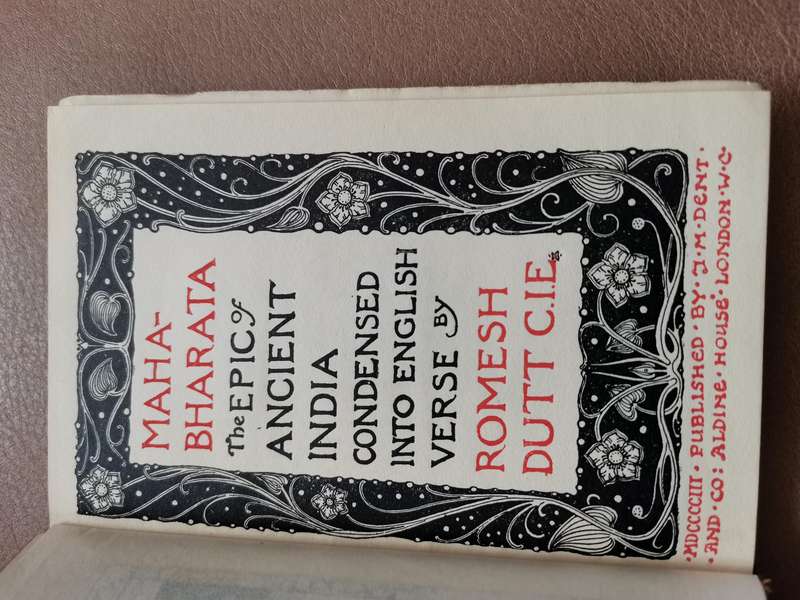 MAHA-
BHARATA
The EPIC of
ANCIENT
INDIA
CONDENSED
INTO ENGLISH
VERSE BY
ROMESH
DUTT C.I.E.
·MDCCCCIII· PUBLISHED·BY·J·M·DENT·
·AND·CO: ALDINE·HOUSE·LONDON·W·C·